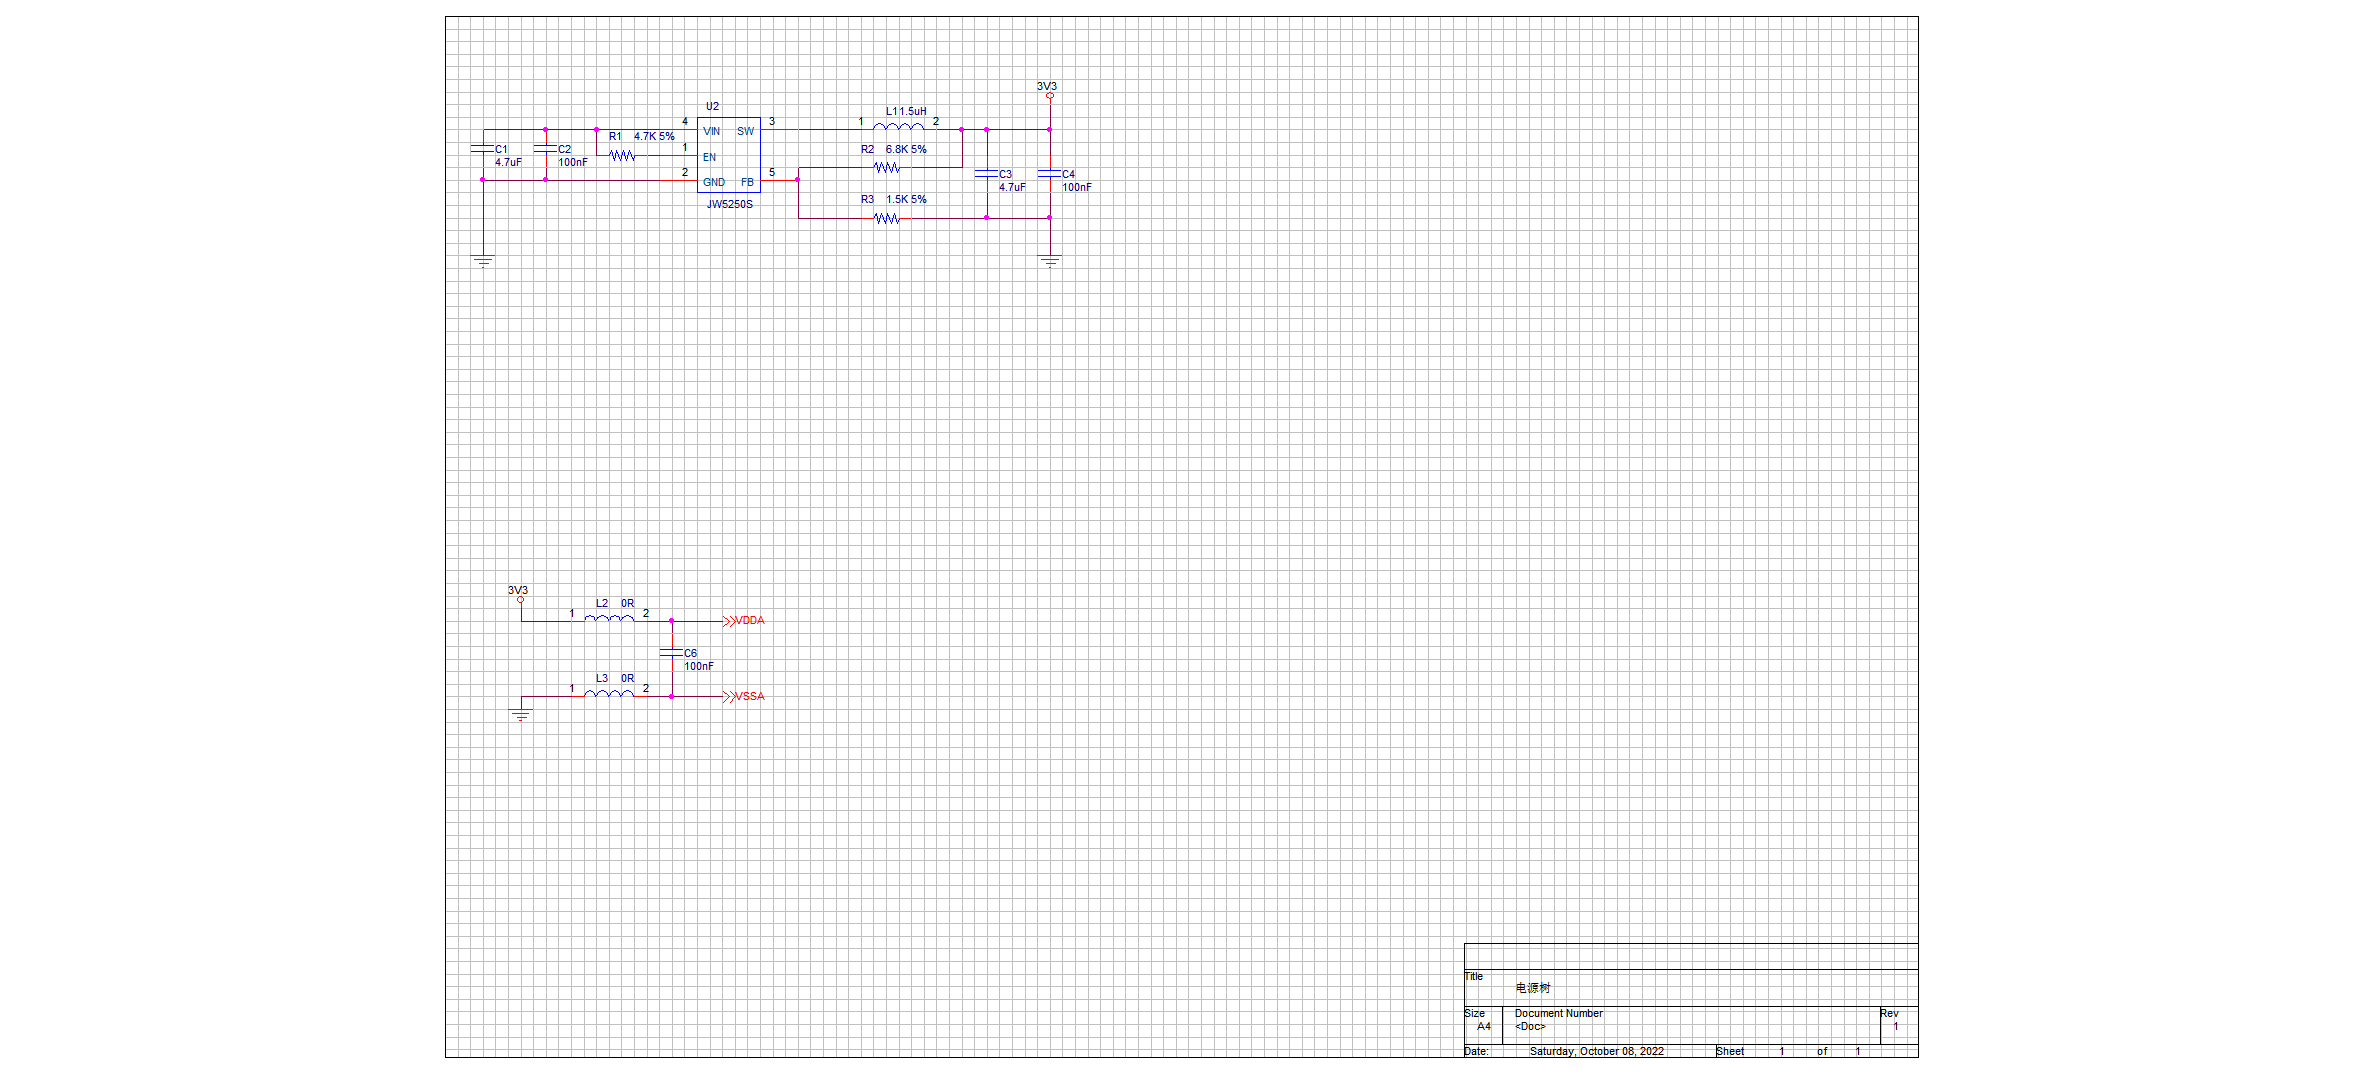 3V3
U2
L1 1.5uH
4 VIN SW 3
1 2
R1 4.7K 5%
1 EN
R2 6.8K 5%
C1
4.7uF
C2
100nF
2 GND FB 5
C3
4.7uF
C4
100nF
R3 1.5K 5%
JW5250S
3V3
L2 0R
1 2
VDDA
C6
100nF
L3 0R
1 2
VSSA
Title
电源树
Size
A4
Document Number
<Doc>
Rev
1
Date: Saturday, October 08, 2022 Sheet 1 of 1